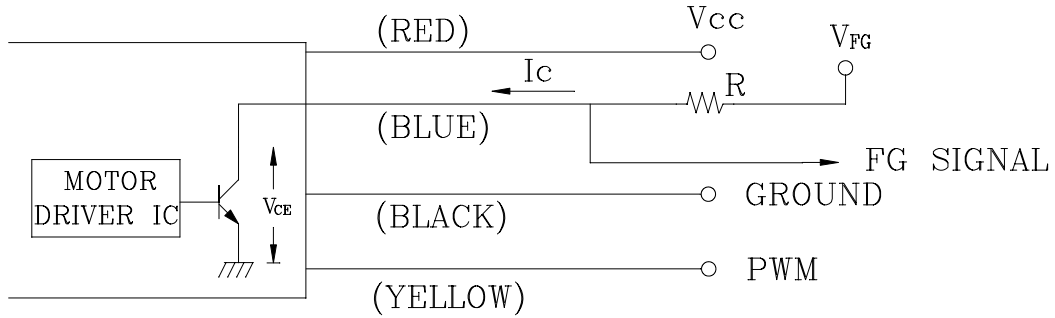 (RED)
Vcc
VFG
Ic
R
(BLUE)
FG SIGNAL
MOTOR
DRIVER IC
VCE
(BLACK)
GROUND
(YELLOW)
PWM